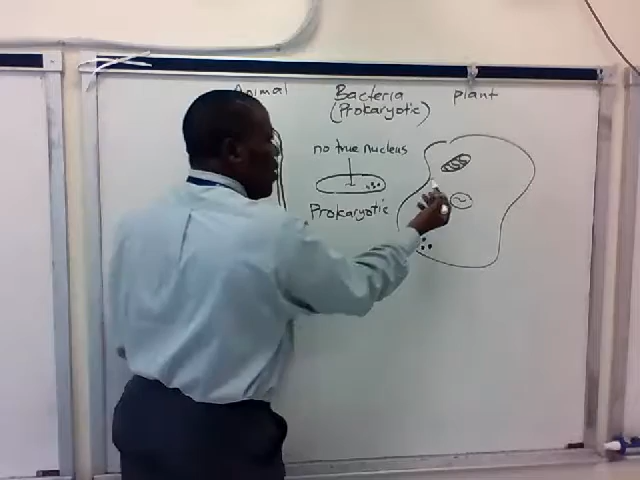 Animal
Bacteria
(Prokaryotic)
plant
no true nucleus
Prokaryotic